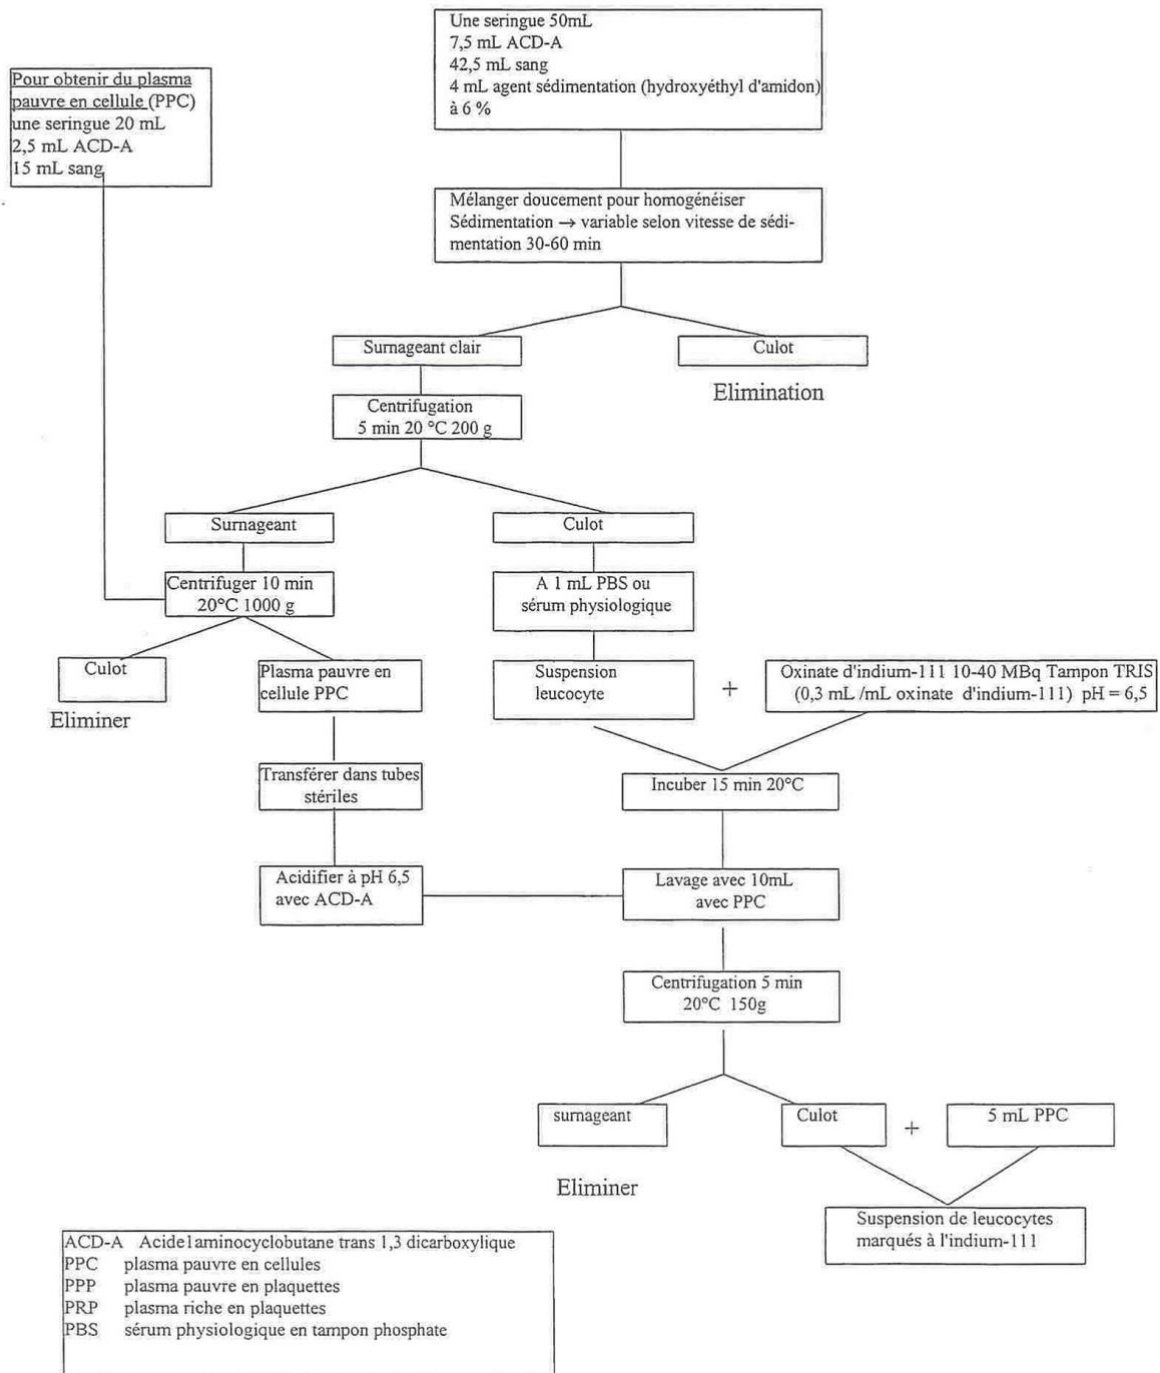 Une seringue 50mL
7,5 mL ACD-A
42,5 mL sang
4 mL agent sédimentation (hydroxyéthyl d'amidon)
à 6 %
Pour obtenir du plasma
pauvre en cellule (PPC)
une seringue 20 mL
2,5 mL ACD-A
15 mL sang
Mélanger doucement pour homogénéiser
Sédimentation → variable selon vitesse de sédi-
mentation 30-60 min
Surnageant clair
Culot
Elimination
Centrifugation
5 min 20 °C 200 g
Surnageant
Culot
Centrifuger 10 min
20°C 1000 g
A 1 mL PBS ou
sérum physiologique
Culot
Eliminer
Plasma pauvre en
cellule PPC
Suspension
leucocyte
+
Oxinate d'indium-111 10-40 MBq Tampon TRIS
(0,3 mL /mL oxinate d'indium-111) pH = 6,5
Transférer dans tubes
stériles
Incuber 15 min 20°C
Acidifier à pH 6,5
avec ACD-A
Lavage avec 10mL
avec PPC
Centrifugation 5 min
20°C 150g
surnageant
Eliminer
Culot
+
5 mL PPC
Suspension de leucocytes
marqués à l'indium-111
ACD-A Acide1aminocyclobutane trans 1,3 dicarboxylique
PPC plasma pauvre en cellules
PPP plasma pauvre en plaquettes
PRP plasma riche en plaquettes
PBS sérum physiologique en tampon phosphate